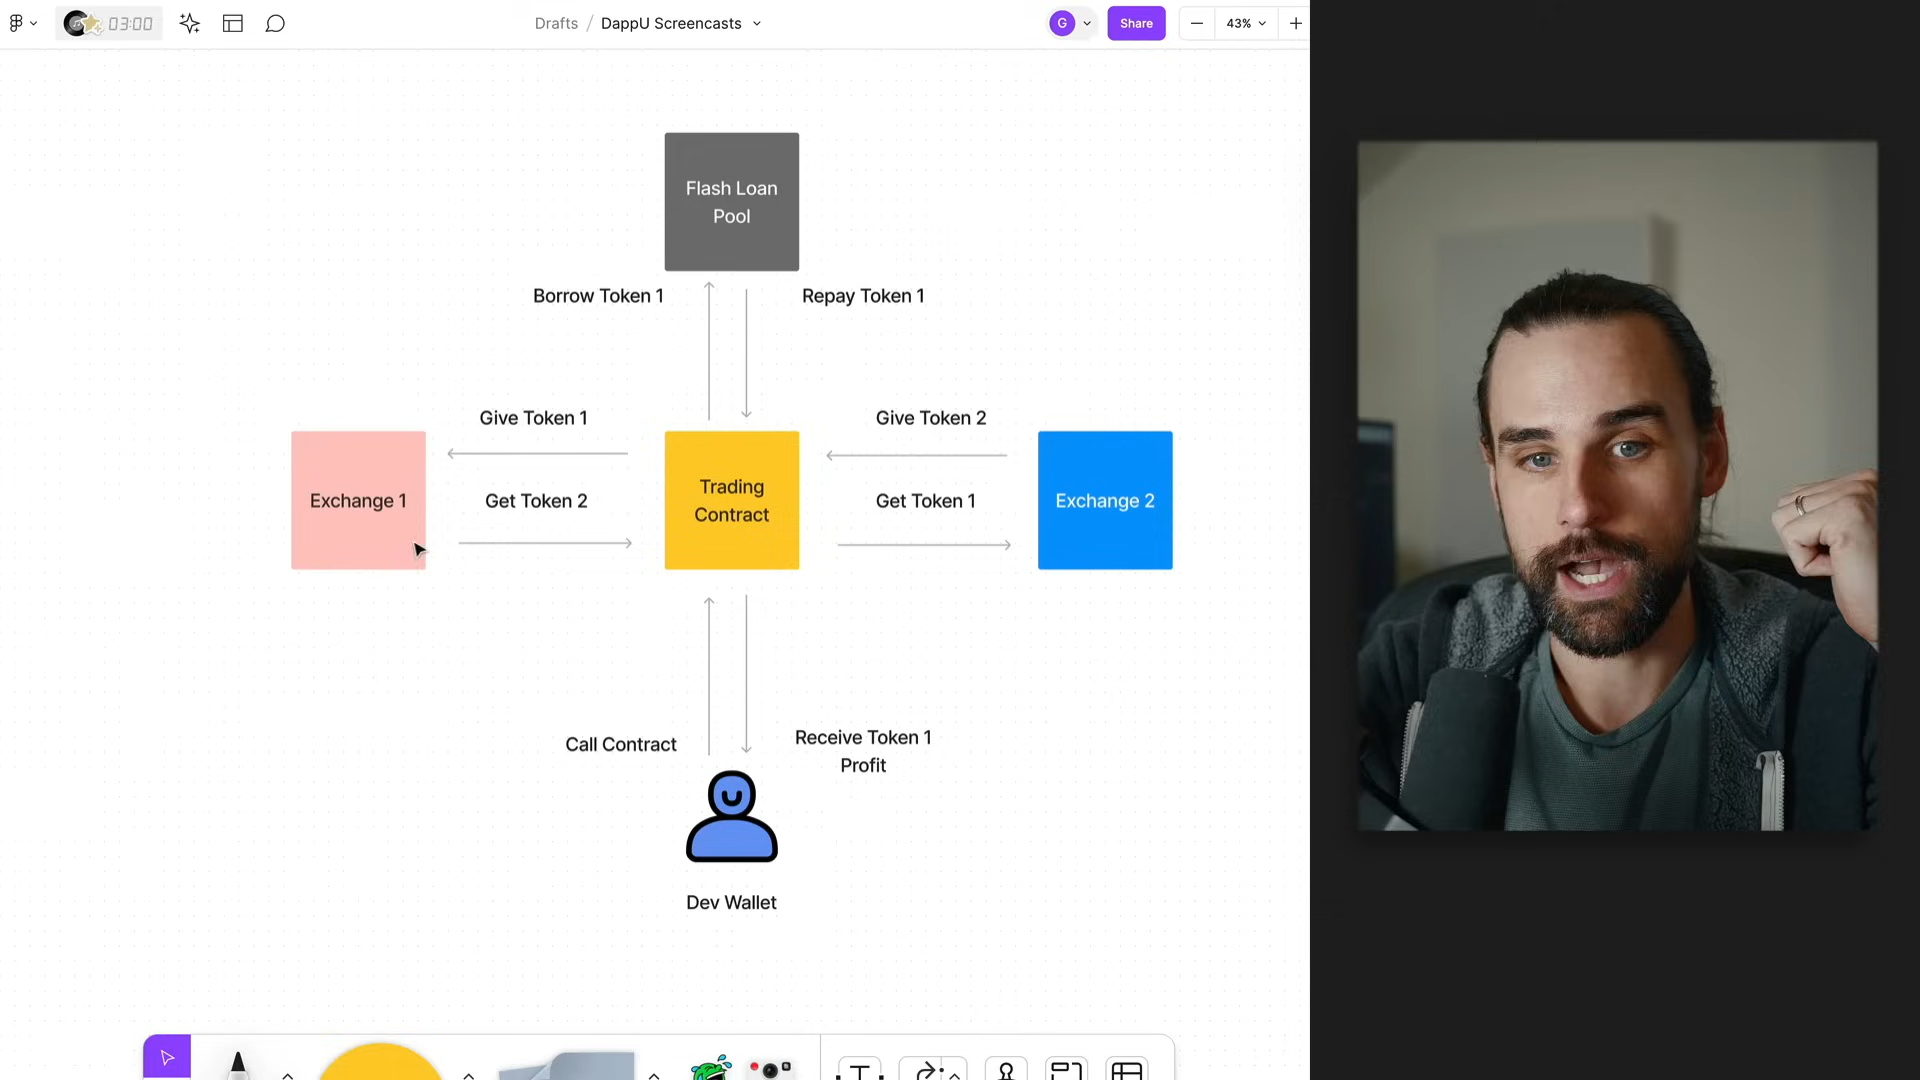 03:00
Drafts / DappU Screencasts
G
Share
43%
Flash Loan
Pool
Borrow Token 1
Repay Token 1
Give Token 1
Give Token 2
Exchange 1
Get Token 2
Trading
Contract
Get Token 1
Exchange 2
Call Contract
Receive Token 1
Profit
Dev Wallet